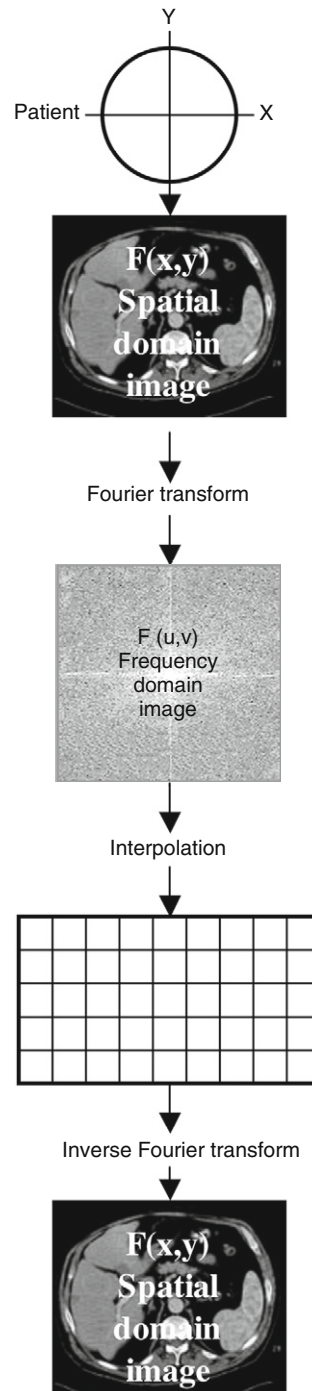 Y
Patient X
F(x,y)
Spatial
domain
image
Fourier transform
F (u,v)
Frequency
domain
image
Interpolation
Inverse Fourier transform
F(x,y)
Spatial
domain
image